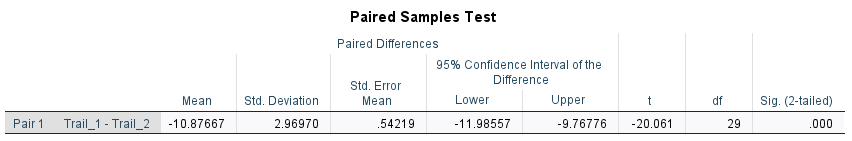 Paired Samples Test
Paired Differences
95% Confidence Interval of the
Difference
Std. Error
Mean
Mean Std. Deviation Lower Upper t df Sig. (2-tailed)
Pair 1 Trail_1 - Trail_2 -10.87667 2.96970 .54219 -11.98557 -9.76776 -20.061 29 .000